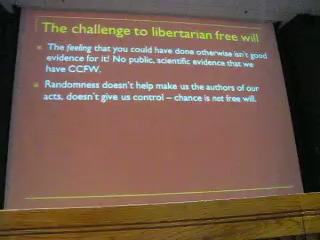 The challenge to libertarian free will
The feeling that you could have done otherwise isn't good
evidence for it! No public, scientific evidence that we
have CCFW.
Randomness doesn't help make us the authors of our
acts, doesn't give us control – chance is not free will.